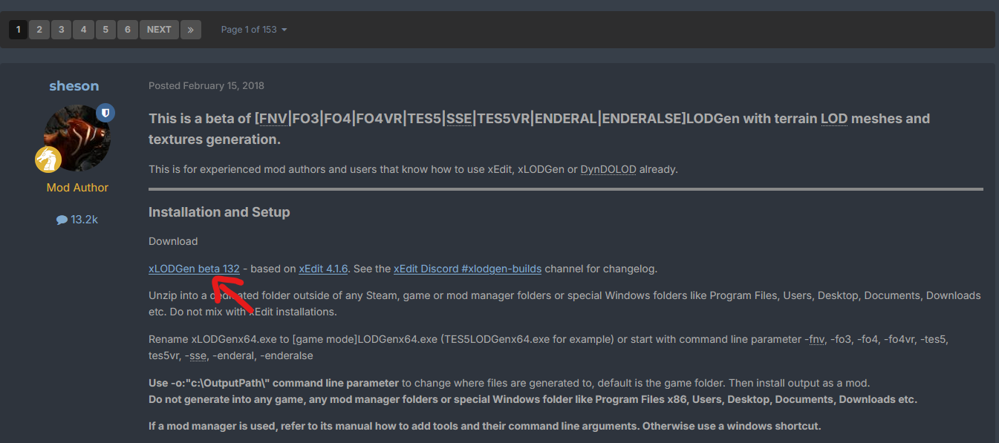 1 2 3 4 5 6 NEXT » Page 1 of 153
sheson
Posted February 15, 2018
This is a beta of [FNV|FO3|FO4|FO4VR|TES5|SSE|TES5VR|ENDERAL|ENDERALSE]LODGen with terrain LOD meshes and
textures generation.
This is for experienced mod authors and users that know how to use xEdit, xLODGen or DynDOLOD already.
Mod Author
13.2k
Installation and Setup
Download
xLODGen beta 132 - based on xEdit 4.1.6. See the xEdit Discord #xlodgen-builds channel for changelog.
Unzip into a dedicated folder outside of any Steam, game or mod manager folders or special Windows folders like Program Files, Users, Desktop, Documents, Downloads
etc. Do not mix with xEdit installations.
Rename xLODGenx64.exe to [game mode]LODGenx64.exe (TES5LODGenx64.exe for example) or start with command line parameter -fnv, -fo3, -fo4, -fo4vr, -tes5,
tes5vr, -sse, -enderal, -enderalse
Use -o:"c:\OutputPath\" command line parameter to change where files are generated to, default is the game folder. Then install output as a mod.
Do not generate into any game, any mod manager folders or special Windows folder like Program Files x86, Users, Desktop, Documents, Downloads etc.
If a mod manager is used, refer to its manual how to add tools and their command line arguments. Otherwise use a windows shortcut.